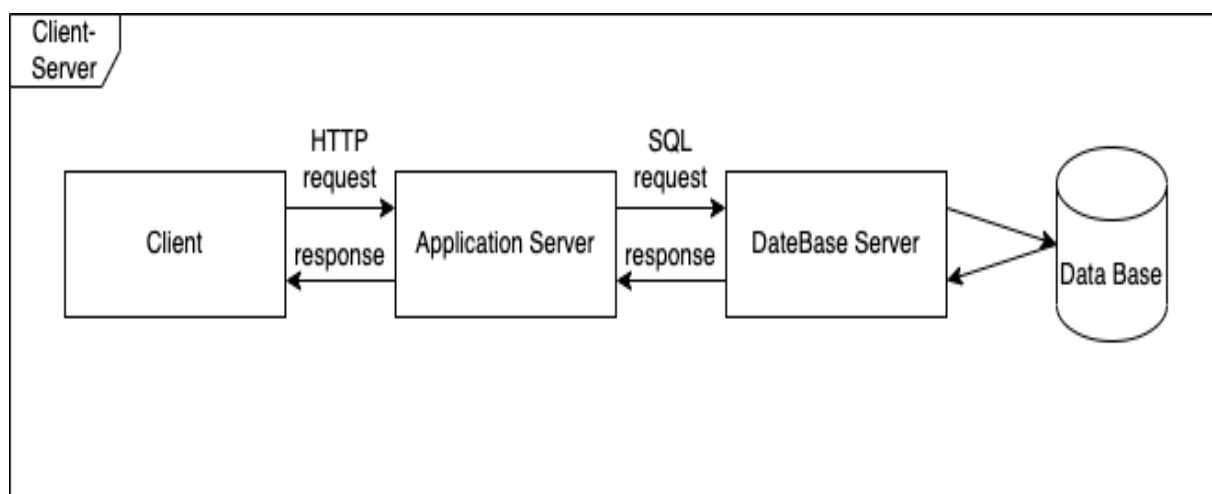 Client-
Server
HTTP
request
SQL
request
Client
response
Application Server
response
DateBase Server
Data Base